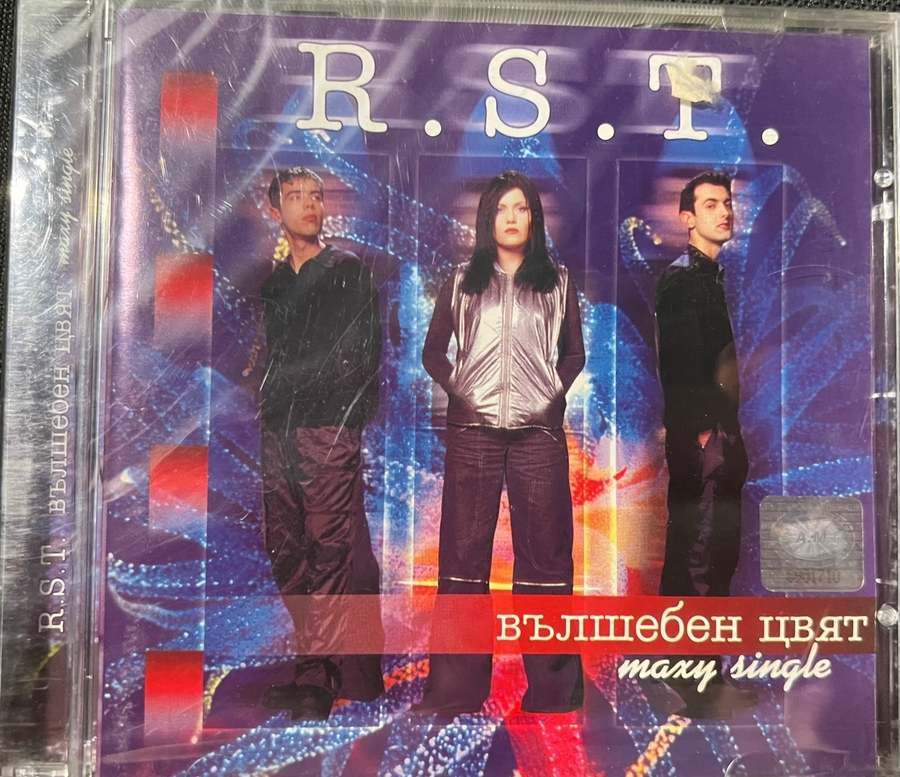 R.S.T.
вълшебен цвят
maxy single
R.S.T. вълшебен цвят maxy single
A.M